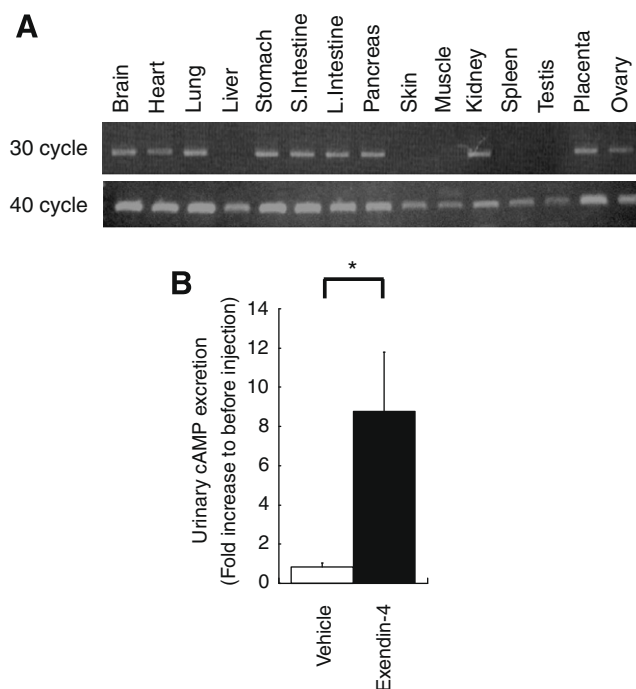 A
Brain
Heart
Lung
Liver
Stomach
S.Intestine
L.Intestine
Pancreas
Skin
Muscle
Kidney
Spleen
Testis
Placenta
Ovary
30 cycle
40 cycle
B
*
Urinary cAMP excretion
(Fold increase to before injection)
14
12
10
8
6
4
2
0
Vehicle
Exendin-4